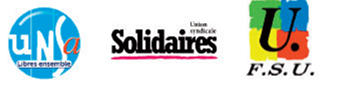 uNSa
Libres ensemble
Union
syndicale
Solidaires
U.
F.S.U.